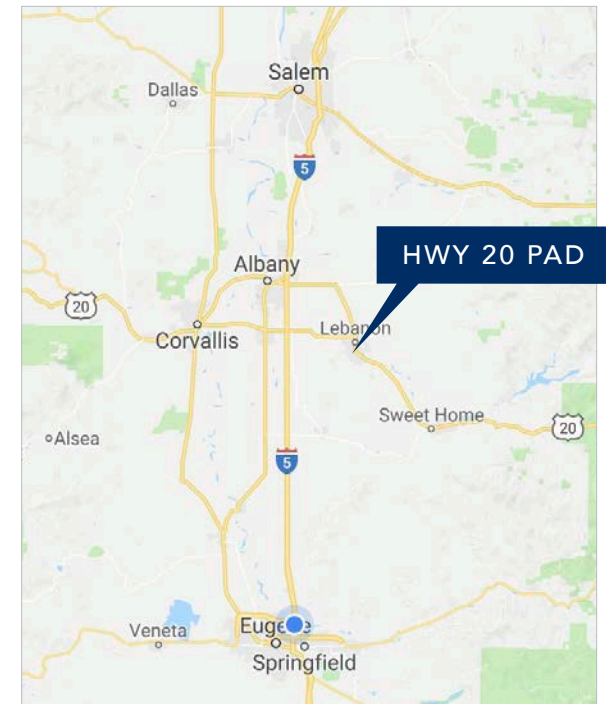 Salem
Dallas
5
HWY 20 PAD
Albany
20
Lebanon
Corvallis
Sweet Home
20
Alsea
5
Veneta
Eugene
Springfield